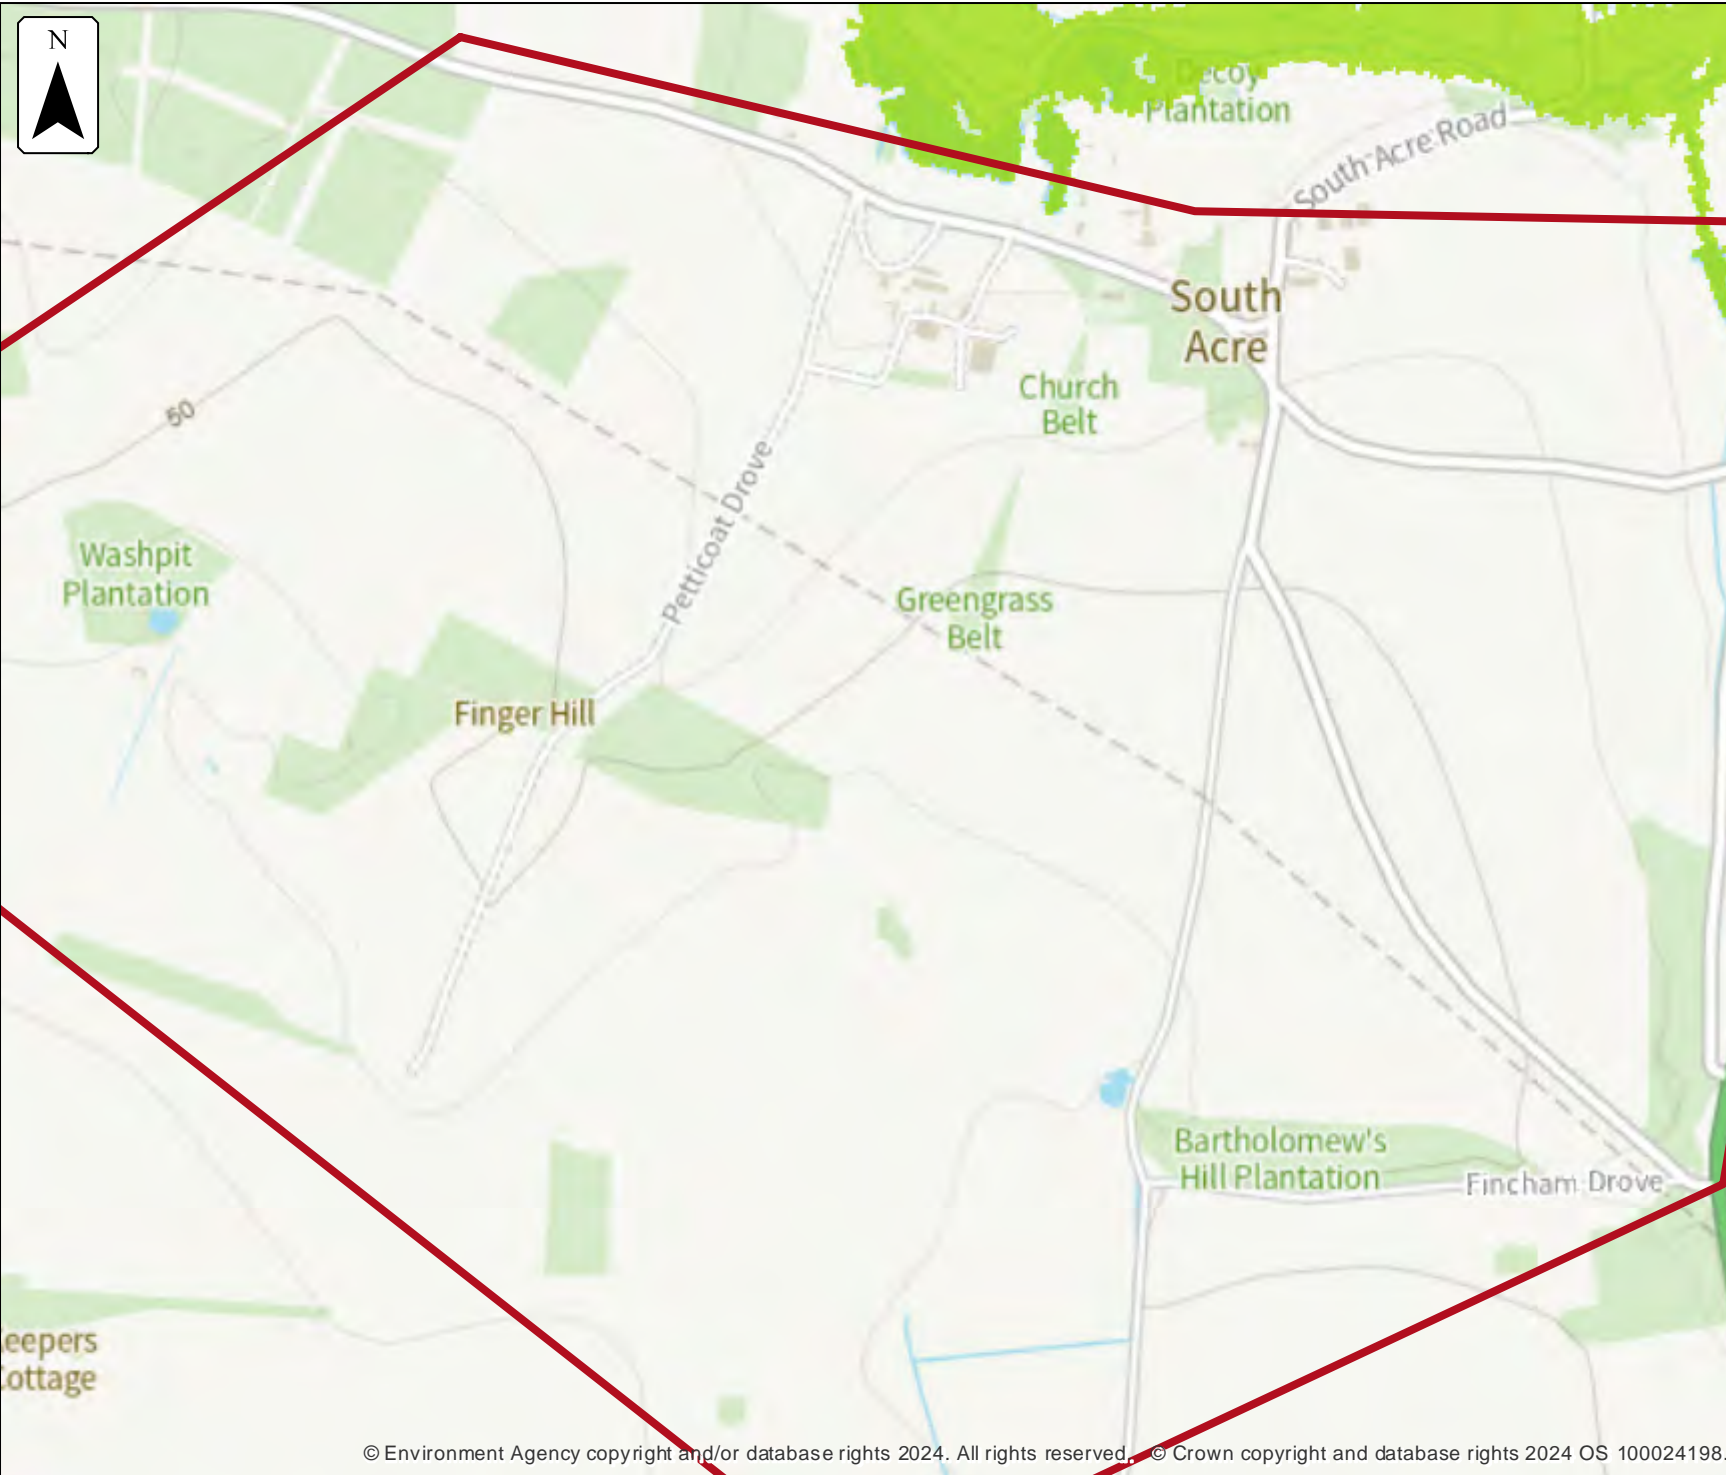 N
Decoy
Plantation
South Acre Road
South
Acre
Church
Belt
50
Petticoat Drove
Washpit
Plantation
Greengrass
Belt
Finger Hill
Bartholomew's
Hill Plantation
Fincham Drove
eepers
ottage
© Environment Agency copyright and/or database rights 2024. All rights reserved. © Crown copyright and database rights 2024 OS 100024198